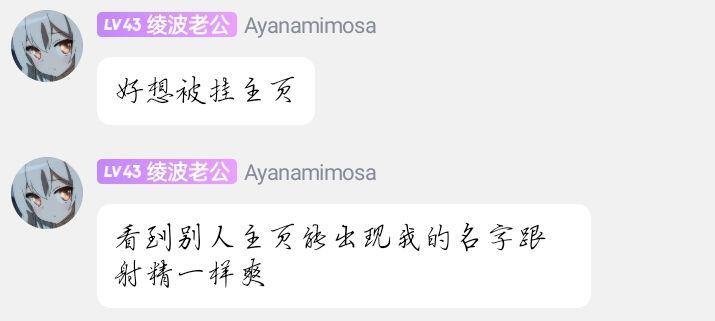 LV43 绫波老公 Ayanamimosa
好想被挂主页
LV43 绫波老公 Ayanamimosa
看到别人主页能出现我的名字跟
射精一样爽